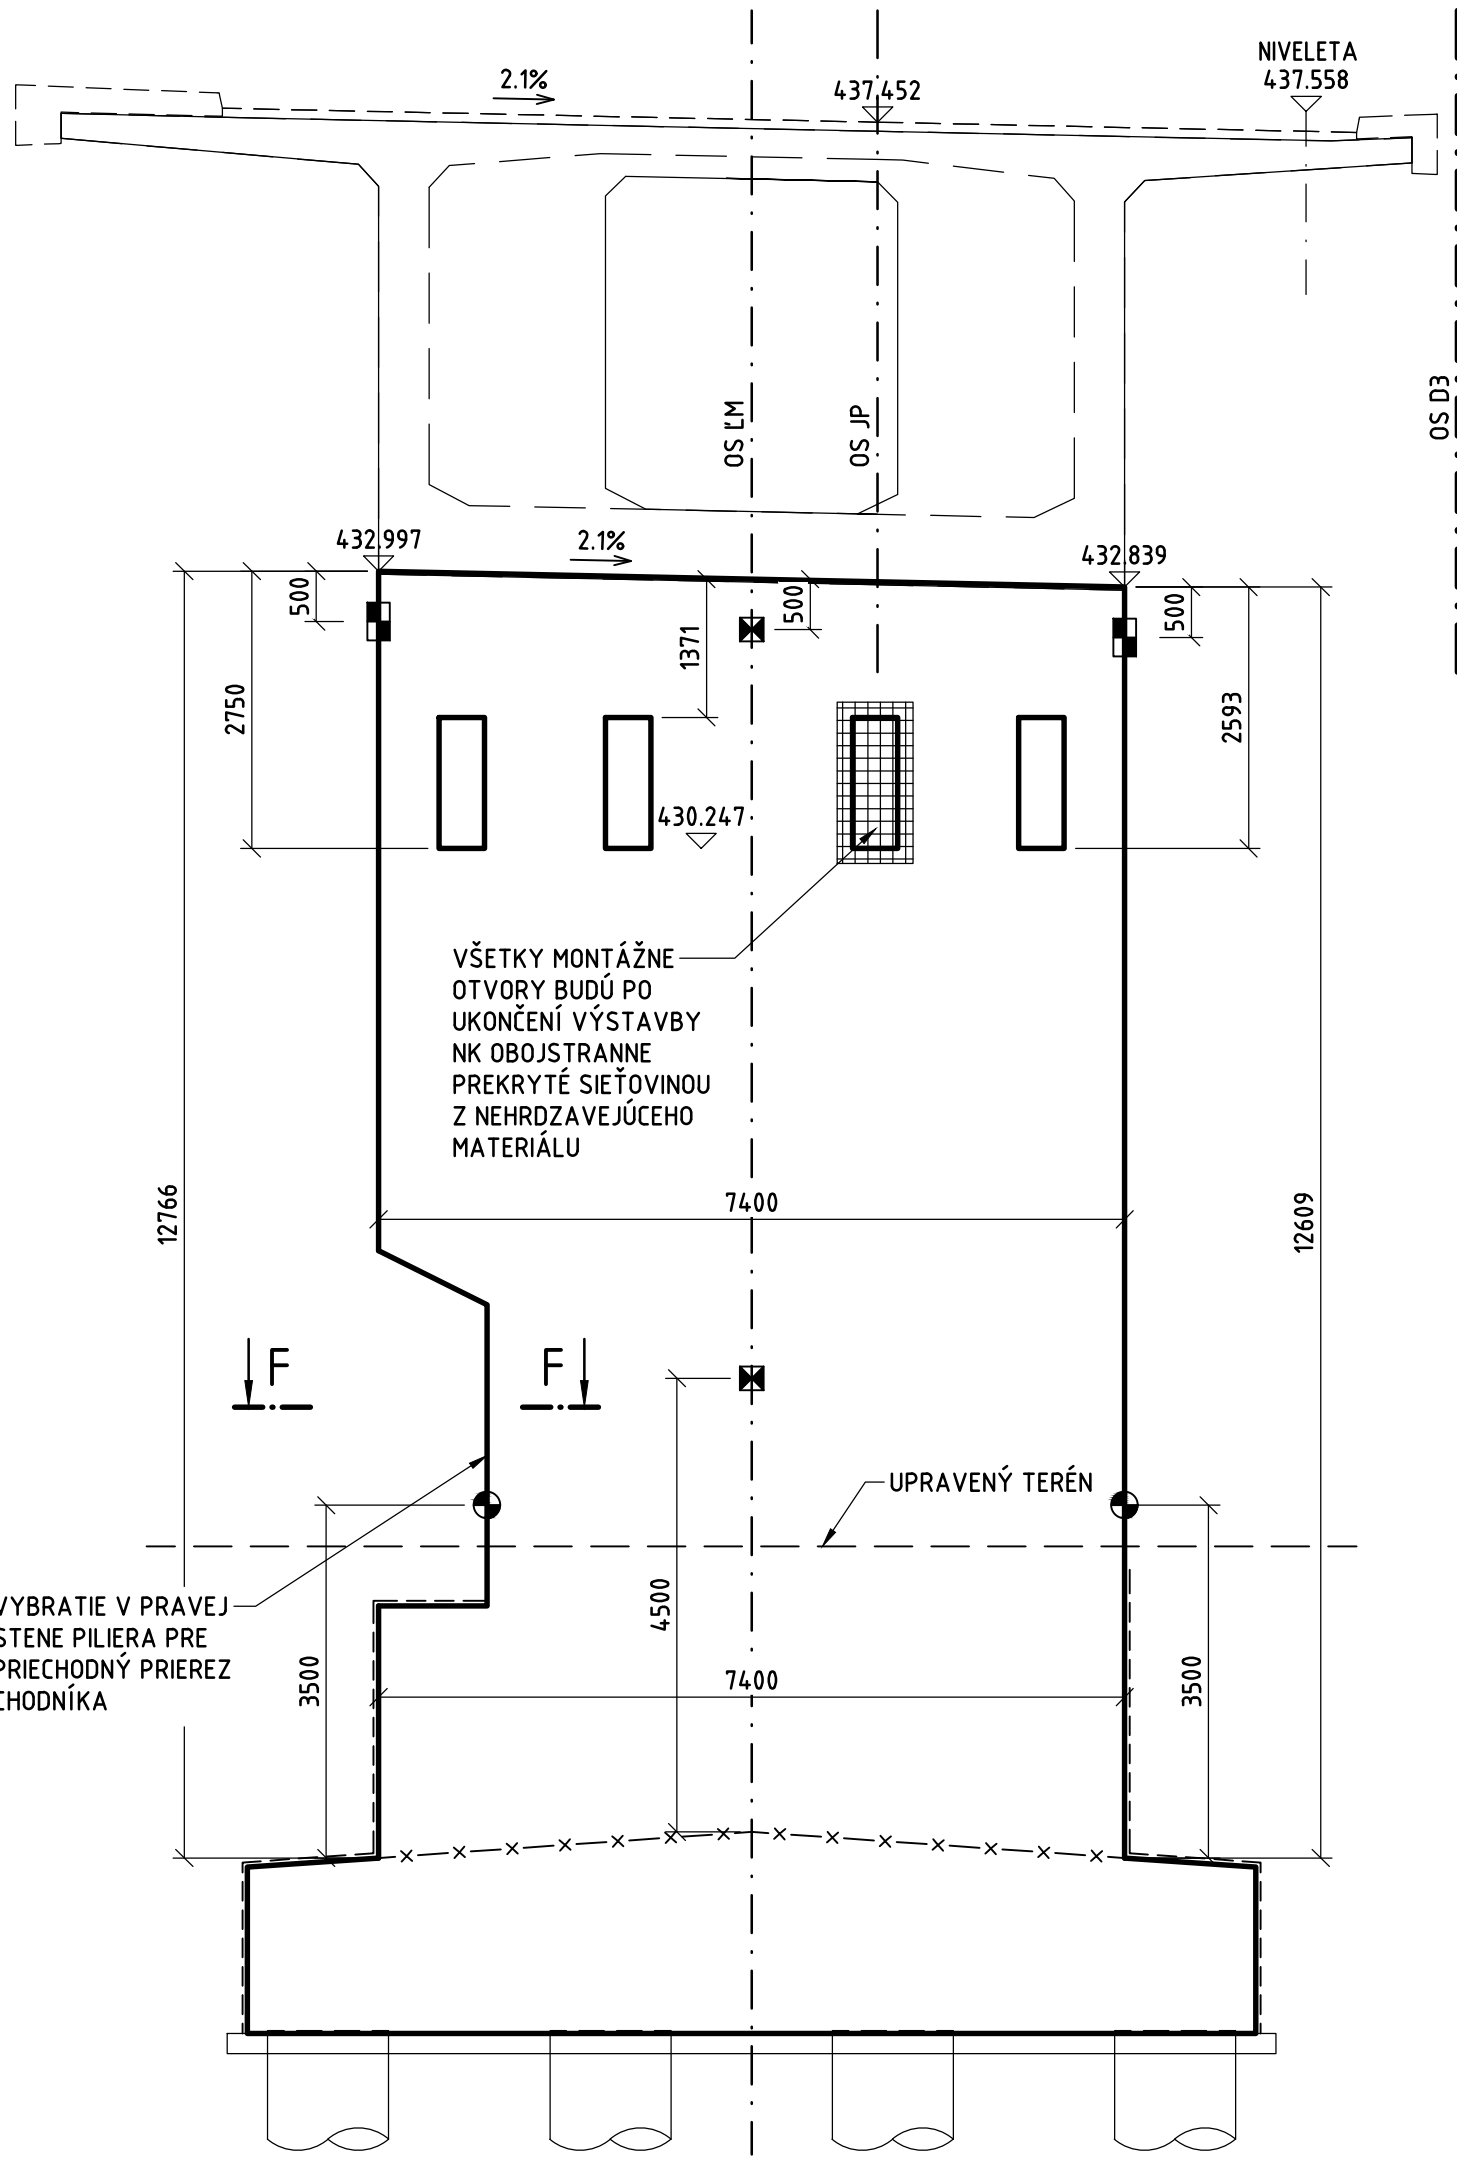 NIVELETA
437.558
2.1%
437.452
OS ĽM
OS JP
OS D3
432.997
2.1%
432.839
500
500
500
1371
2750
2593
430.247
VŠETKY MONTÁŽNE
OTVORY BUDÚ PO
UKONČENÍ VÝSTAVBY
NK OBOJSTRANNE
PREKRYTÉ SIEŤOVINOU
Z NEHRDZAVEJÚCEHO
MATERIÁLU
12766
7400
12609
F
F
UPRAVENÝ TERÉN
VYBRATIE V PRAVEJ
STENE PILIERA PRE
PRIECHODNÝ PRIEREZ
CHODNÍKA
4500
3500
7400
3500